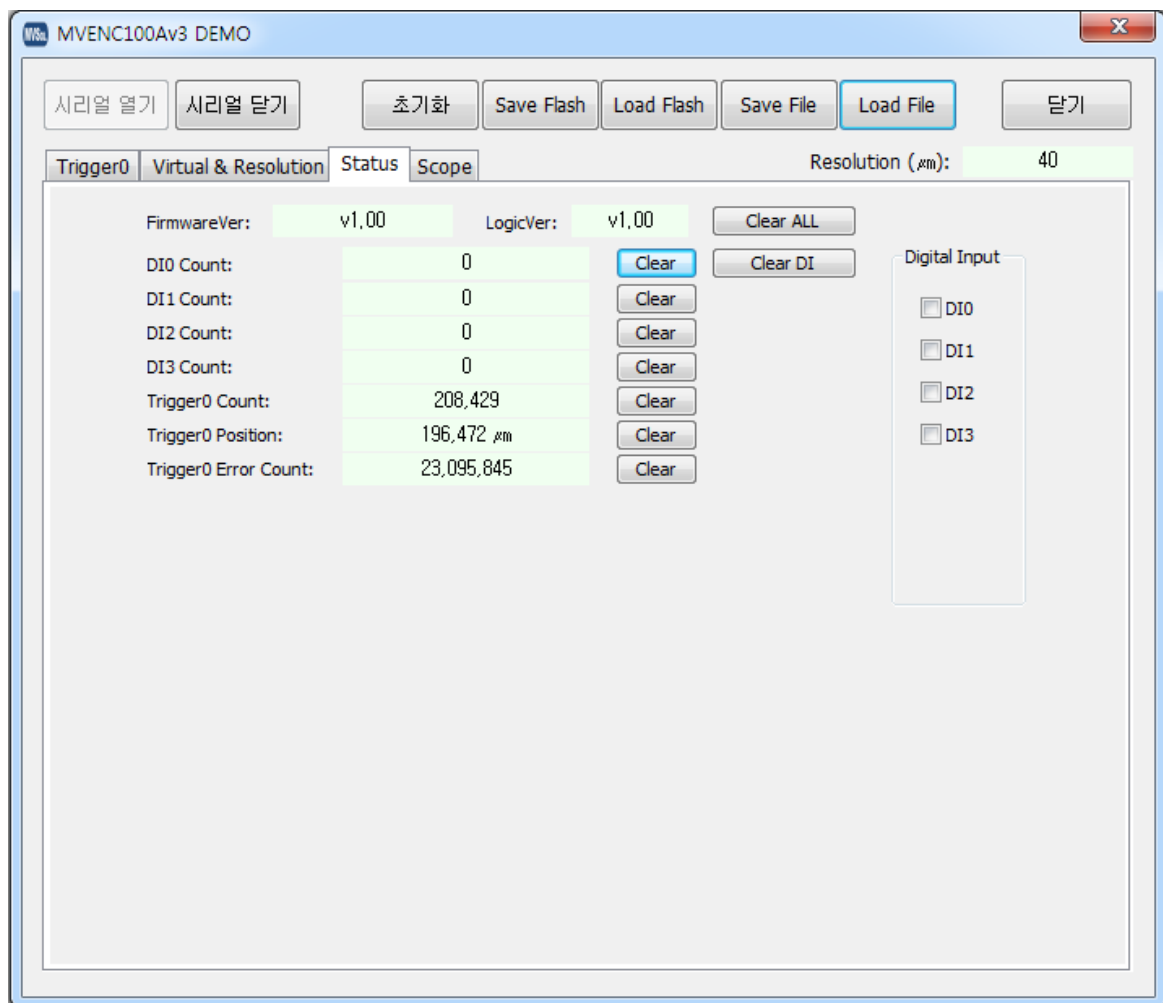 MVENC100Av3 DEMO
시리얼 열기 시리얼 닫기 초기화 Save Flash Load Flash Save File Load File 닫기
Trigger0 Virtual & Resolution Status Scope Resolution (㎛): 40
FirmwareVer: v1,00 LogicVer: v1,00 Clear ALL
DI0 Count: 0 Clear Clear DI Digital Input
DI1 Count: 0 Clear DI0
DI2 Count: 0 Clear DI1
DI3 Count: 0 Clear
Trigger0 Count: 208,429 Clear DI2
Trigger0 Position: 196,472 ㎛ Clear DI3
Trigger0 Error Count: 23,095,845 Clear